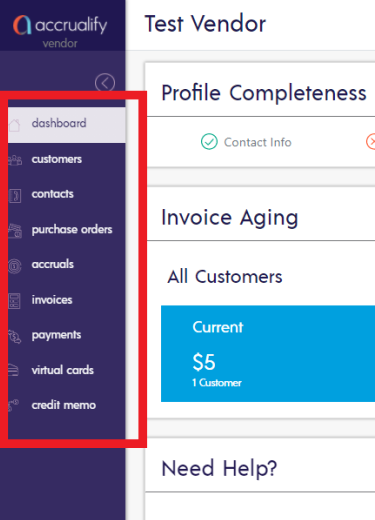 accrualify
vendor
Test Vendor
dashboard
customers
contacts
purchase orders
accruals
invoices
payments
virtual cards
credit memo
Profile Completeness
Contact Info
Invoice Aging
All Customers
Current
$5
1 Customer
Need Help?